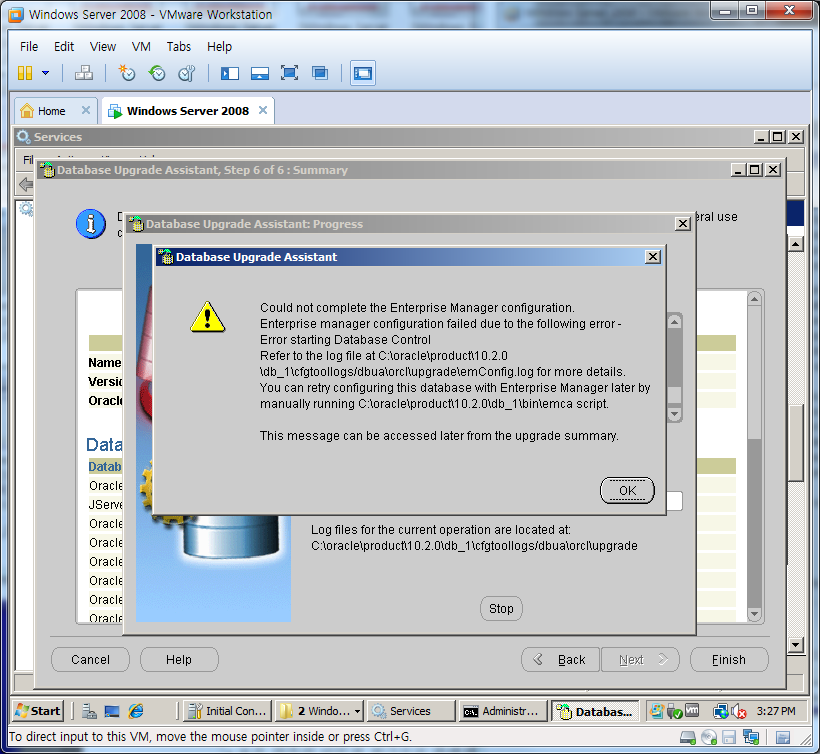 Windows Server 2008 - VMware Workstation
File Edit View VM Tabs Help
Home
Windows Server 2008
Services
Database Upgrade Assistant, Step 6 of 6 : Summary
eral use
Database Upgrade Assistant: Progress
Database Upgrade Assistant
Could not complete the Enterprise Manager configuration.
Enterprise manager configuration failed due to the following error -
Error starting Database Control
Refer to the log file at C:\oracle\product\10.2.0
\db_1\cfgtoollogs\dbua\orcl\upgrade\emConfig.log for more details.
You can retry configuring this database with Enterprise Manager later by
manually running C:\oracle\product\10.2.0\db_1\bin\emca script.
This message can be accessed later from the upgrade summary.
OK
Name
Versio
Oracle
Data
Datab
Oracle
JServe
Oracle
Oracle
Oracle
Oracle
Oracle
Oracle
Log files for the current operation are located at:
C:\oracle\product\10.2.0\db_1\cfgtoollogs\dbua\orcl\upgrade
Stop
Cancel Help Back Next Finish
Start Initial Con... 2 Windo... Services Administr... Databas... 3:27 PM
To direct input to this VM, move the mouse pointer inside or press Ctrl+G.